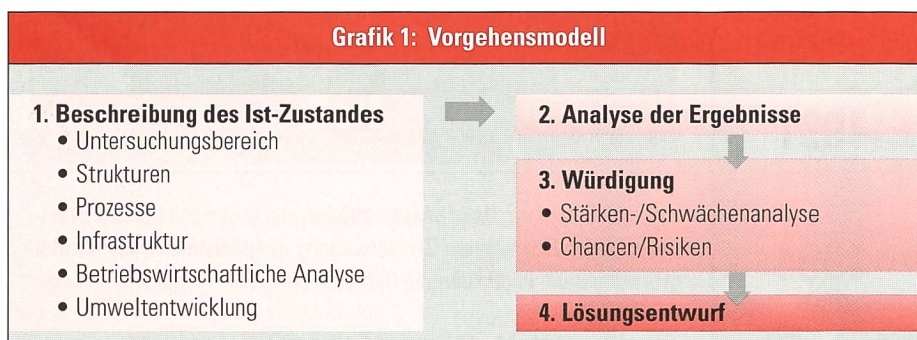 Grafik 1: Vorgehensmodell
1. Beschreibung des Ist-Zustandes
• Untersuchungsbereich
• Strukturen
• Prozesse
• Infrastruktur
• Betriebswirtschaftliche Analyse
• Umweltentwicklung
2. Analyse der Ergebnisse
3. Würdigung
• Stärken-/Schwächenanalyse
• Chancen/Risiken
4. Lösungsentwurf